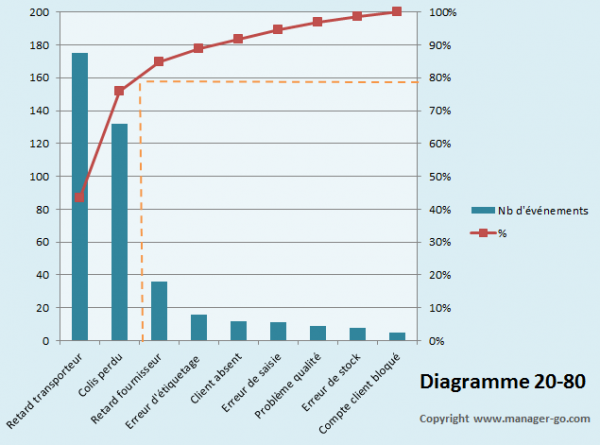 200
180
160
140
120
100
80
60
40
20
0
100%
90%
80%
70%
60%
50%
40%
30%
20%
10%
0%
Retard transporteur
Colis perdu
Retard fournisseur
Erreur d'étiquetage
Client absent
Erreur de saisie
Problème qualité
Erreur de stock
Compte client bloqué
Nb d'événements
%
Diagramme 20-80
Copyright www.manager-go.com